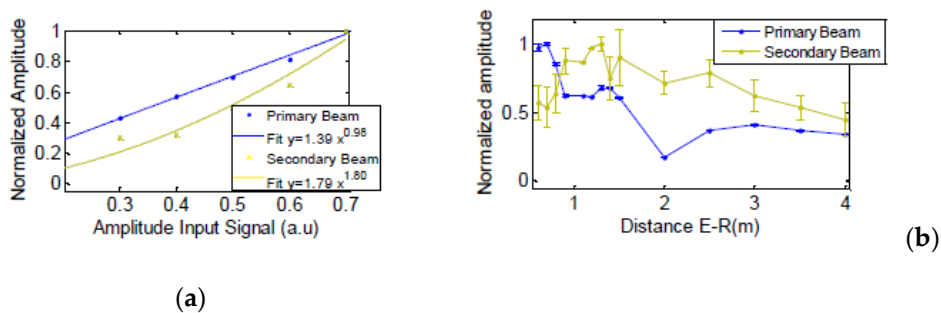 Normalized Amplitude
1
0.8
0.6
0.4
0.2
0
0.3 0.4 0.5 0.6 0.7
Amplitude Input Signal (a.u)
Primary Beam
Fit y=1.39 x^0.98
Secondary Beam
Fit y=1.79 x^1.80
(a)
Normalized amplitude
1
0.5
0
1 2 3 4
Distance E-R(m)
Primary Beam
Secondary Beam
(b)